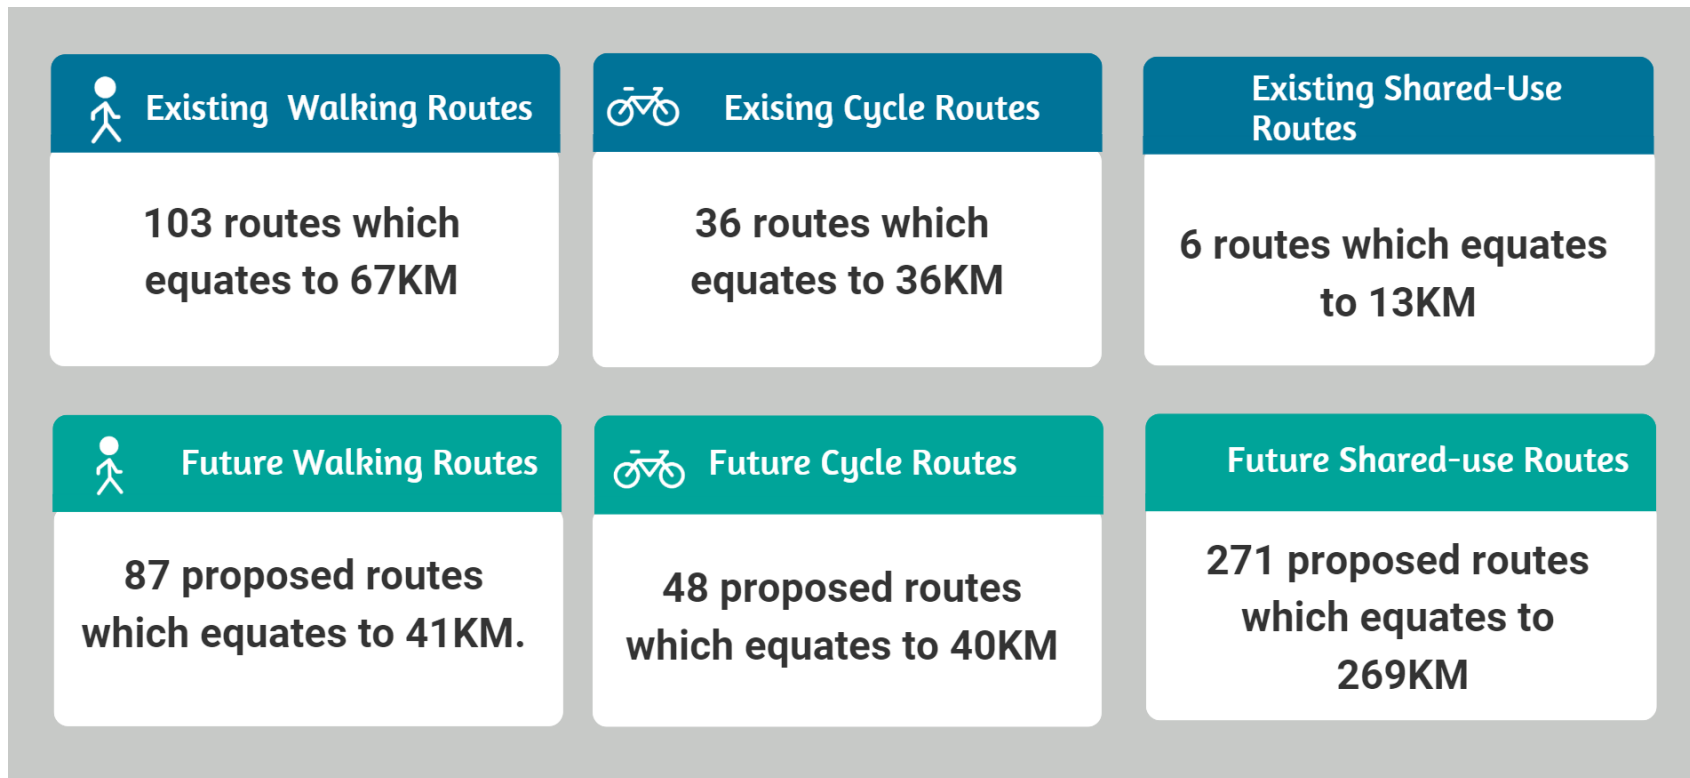 Existing Walking Routes
103 routes which
equates to 67KM
Exising Cycle Routes
36 routes which
equates to 36KM
Existing Shared-Use
Routes
6 routes which equates
to 13KM
Future Walking Routes
87 proposed routes
which equates to 41KM.
Future Cycle Routes
48 proposed routes
which equates to 40KM
Future Shared-use Routes
271 proposed routes
which equates to
269KM